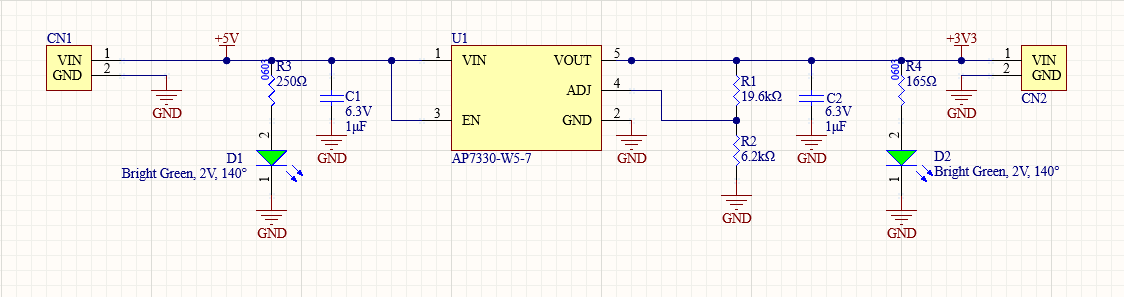 CN1
VIN 1
GND 2
GND
+5V
0603
R3
250Ω
2
D1
Bright Green, 2V, 140°
1
GND
C1
6.3V
1µF
GND
U1
1 VIN
3 EN
VOUT 5
ADJ 4
GND 2
AP7330-W5-7
GND
R1
19.6kΩ
R2
6.2kΩ
GND
C2
6.3V
1µF
GND
0603
R4
165Ω
2
D2
Bright Green, 2V, 140°
1
GND
+3V3
GND
1 VIN
2 GND
CN2